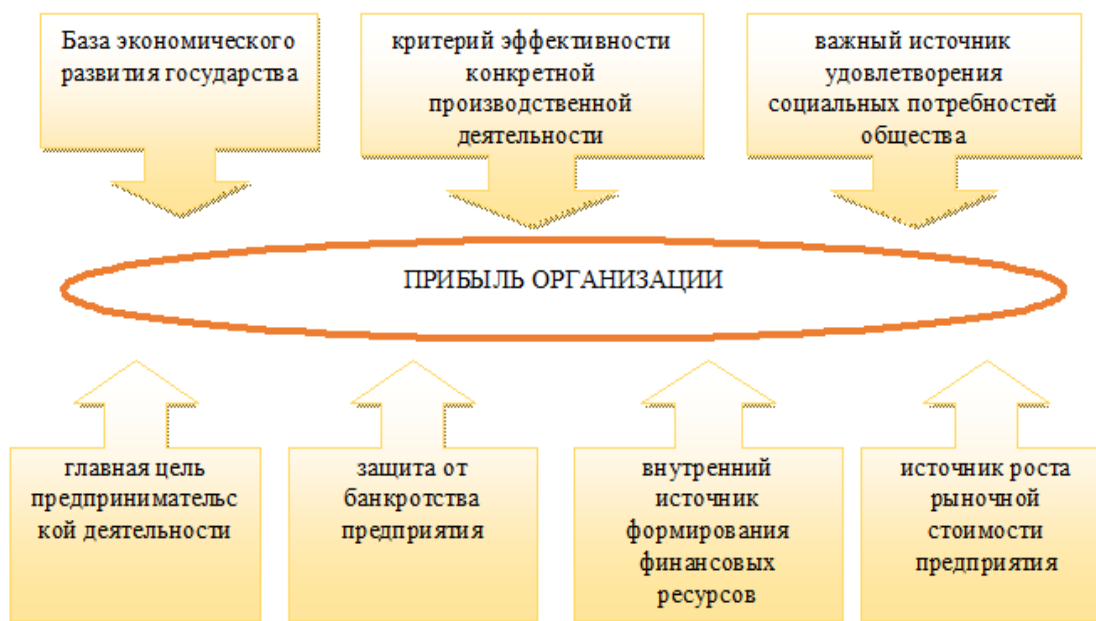 База экономического
развития государства
критерий эффективности
конкретной
производственной
деятельности
важный источник
удовлетворения
социальных потребностей
общества
ПРИБЫЛЬ ОРГАНИЗАЦИИ
главная цель
предпринимательс
кой деятельности
защита от
банкротства
предприятия
внутренний
источник
формирования
финансовых
ресурсов
источник роста
рыночной
стоимости
предприятия